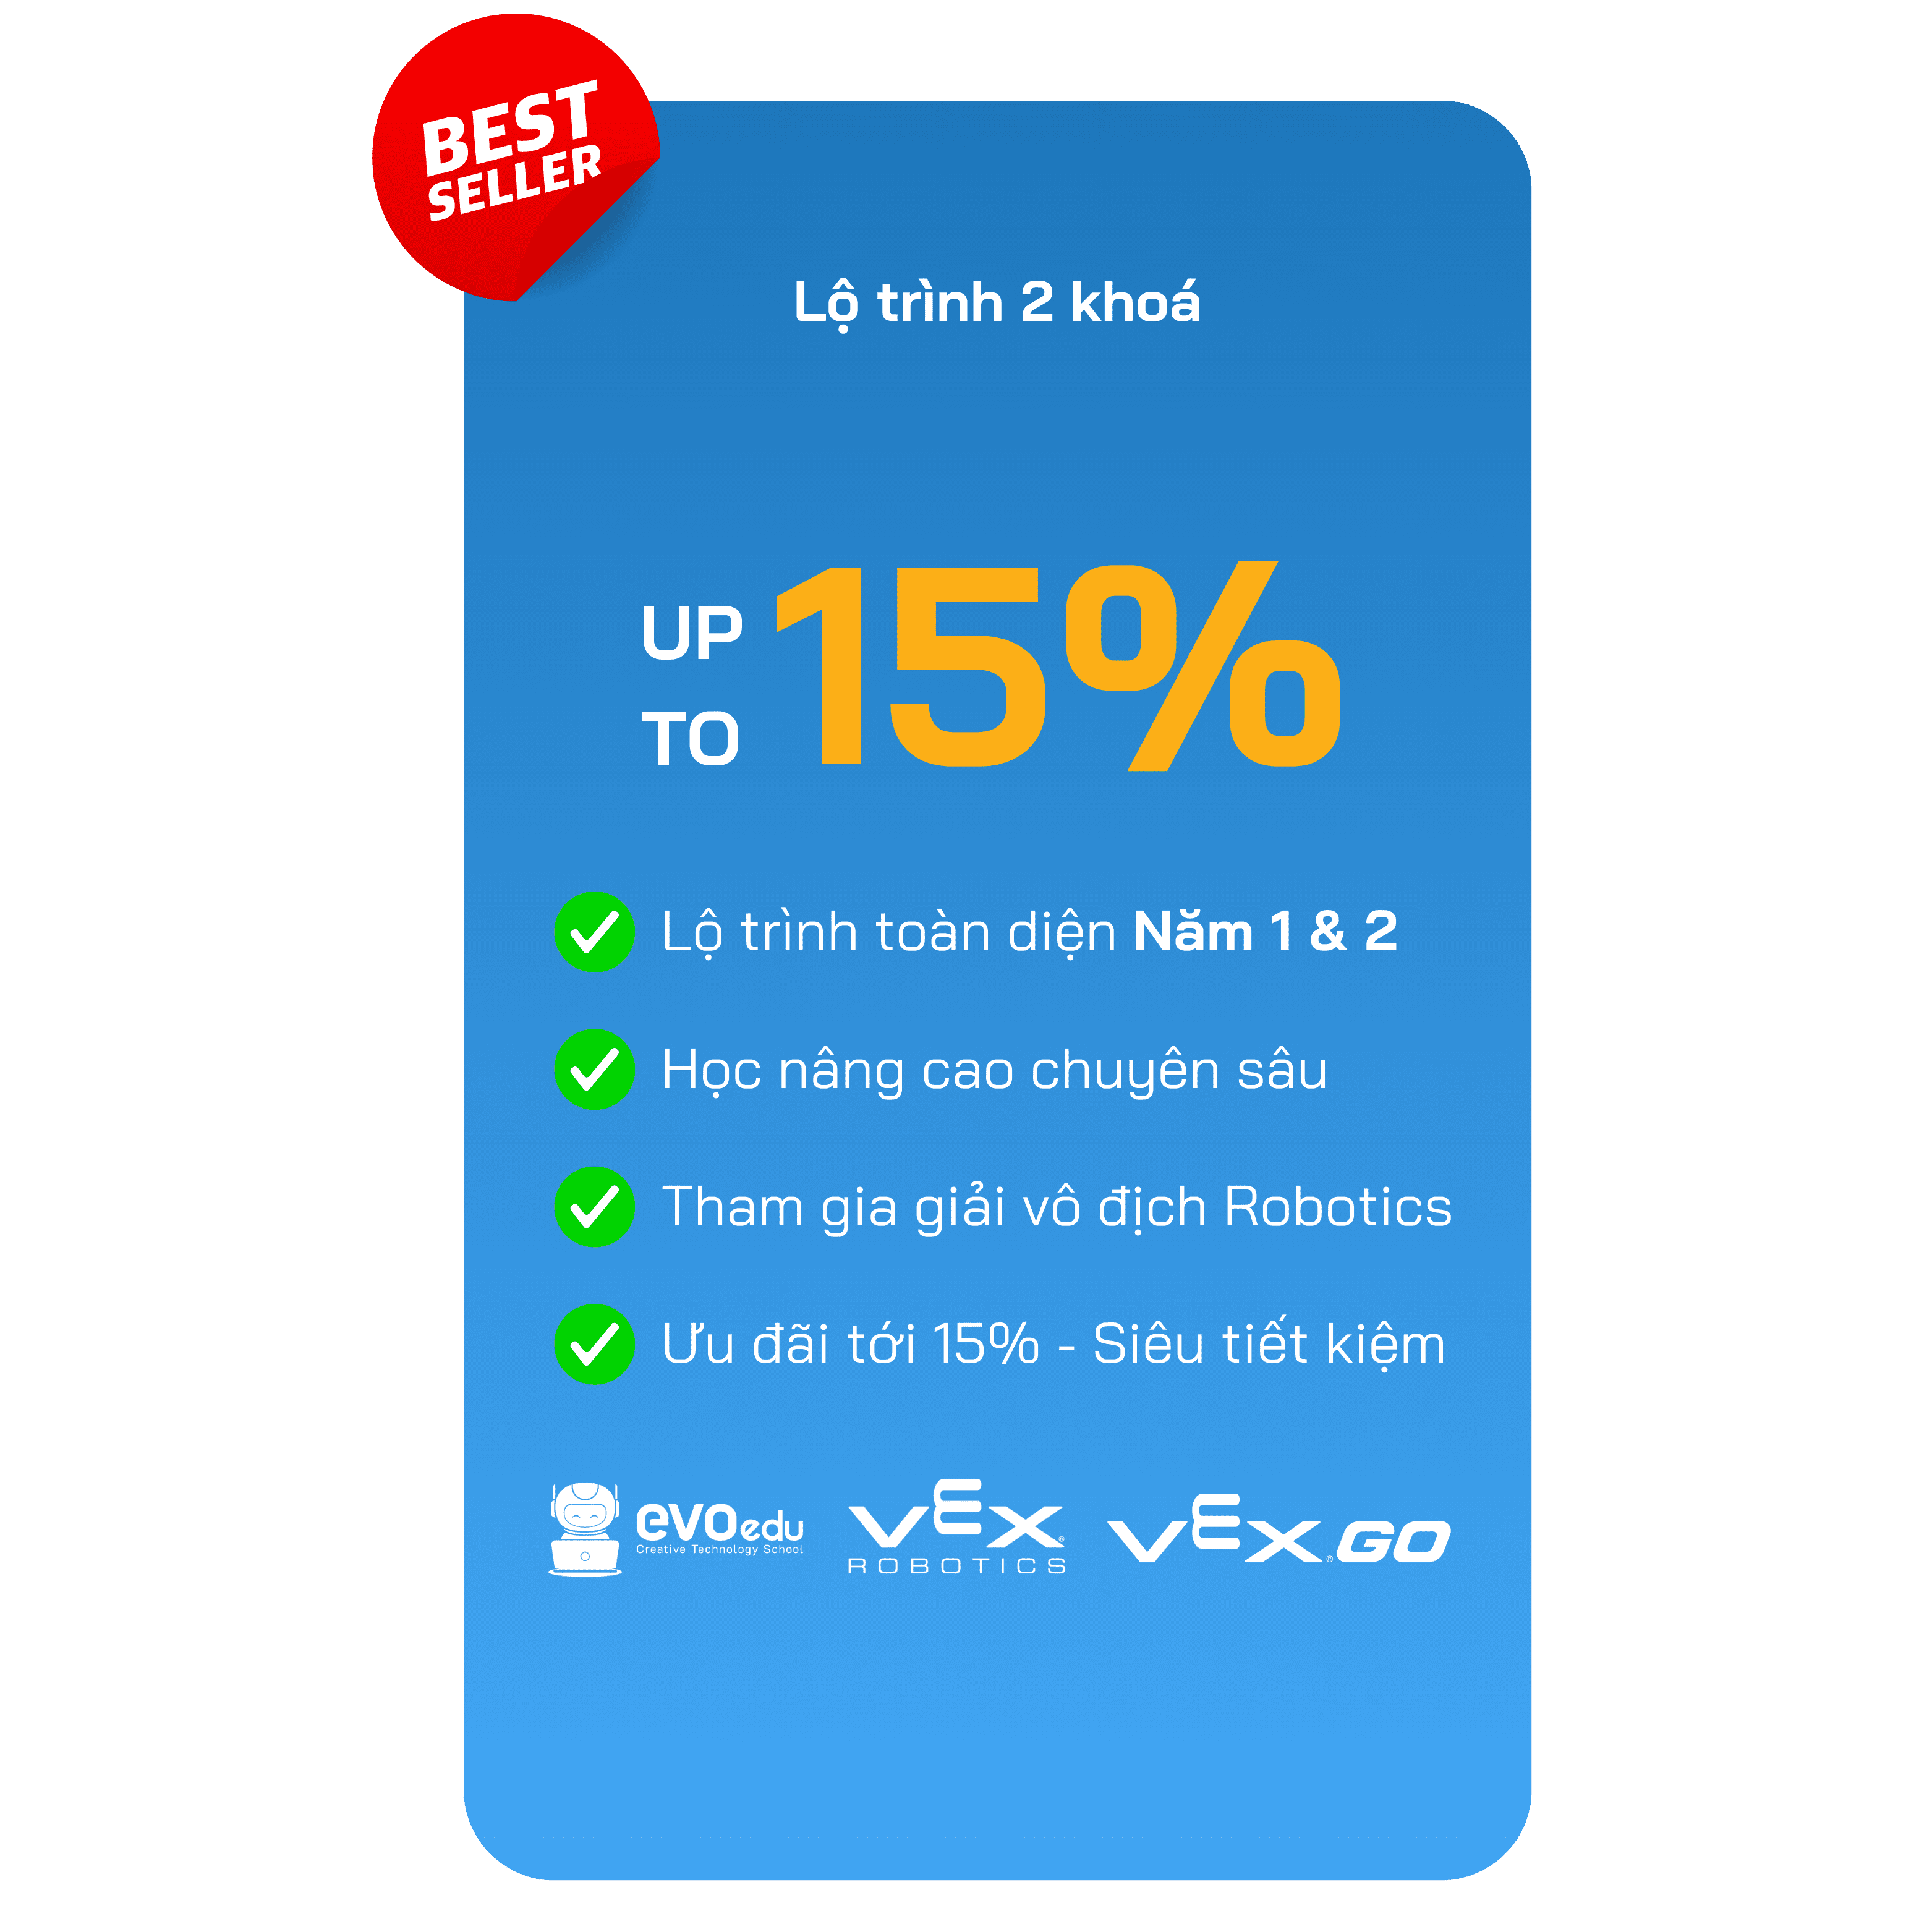 BEST
SELLER
Lộ trình 2 khoá
UP
TO
15%
Lộ trình toàn diện Năm 1 & 2
Học nâng cao chuyên sâu
Tham gia giải vô địch Robotics
Ưu đãi tới 15% - Siêu tiết kiệm
evo edu
Creative Technology School
VEX®
ROBOTICS
VEX®GO